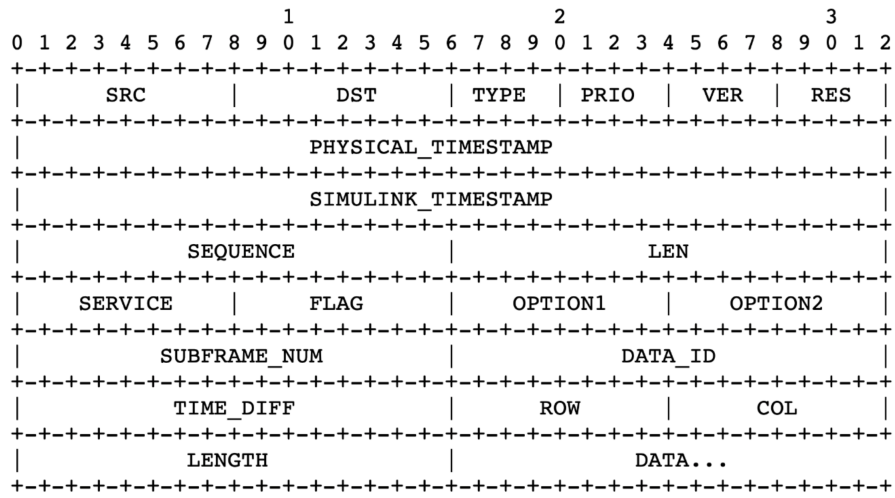 1                   2                   3
0 1 2 3 4 5 6 7 8 9 0 1 2 3 4 5 6 7 8 9 0 1 2 3 4 5 6 7 8 9 0 1 2
+-+-+-+-+-+-+-+-+-+-+-+-+-+-+-+-+-+-+-+-+-+-+-+-+-+-+-+-+-+-+-+-+
|      SRC      |       DST     | TYPE  | PRIO  |  VER  |  RES  |
+-+-+-+-+-+-+-+-+-+-+-+-+-+-+-+-+-+-+-+-+-+-+-+-+-+-+-+-+-+-+-+-+
|                     PHYSICAL_TIMESTAMP                        |
+-+-+-+-+-+-+-+-+-+-+-+-+-+-+-+-+-+-+-+-+-+-+-+-+-+-+-+-+-+-+-+-+
|                     SIMULINK_TIMESTAMP                        |
+-+-+-+-+-+-+-+-+-+-+-+-+-+-+-+-+-+-+-+-+-+-+-+-+-+-+-+-+-+-+-+-+
|            SEQUENCE           |              LEN              |
+-+-+-+-+-+-+-+-+-+-+-+-+-+-+-+-+-+-+-+-+-+-+-+-+-+-+-+-+-+-+-+-+
|    SERVICE    |     FLAG      |    OPTION1    |    OPTION2    |
+-+-+-+-+-+-+-+-+-+-+-+-+-+-+-+-+-+-+-+-+-+-+-+-+-+-+-+-+-+-+-+-+
|          SUBFRAME_NUM         |            DATA_ID            |
+-+-+-+-+-+-+-+-+-+-+-+-+-+-+-+-+-+-+-+-+-+-+-+-+-+-+-+-+-+-+-+-+
|           TIME_DIFF           |      ROW      |      COL      |
+-+-+-+-+-+-+-+-+-+-+-+-+-+-+-+-+-+-+-+-+-+-+-+-+-+-+-+-+-+-+-+-+
|            LENGTH             |             DATA...           |
+-+-+-+-+-+-+-+-+-+-+-+-+-+-+-+-+-+-+-+-+-+-+-+-+-+-+-+-+-+-+-+-+